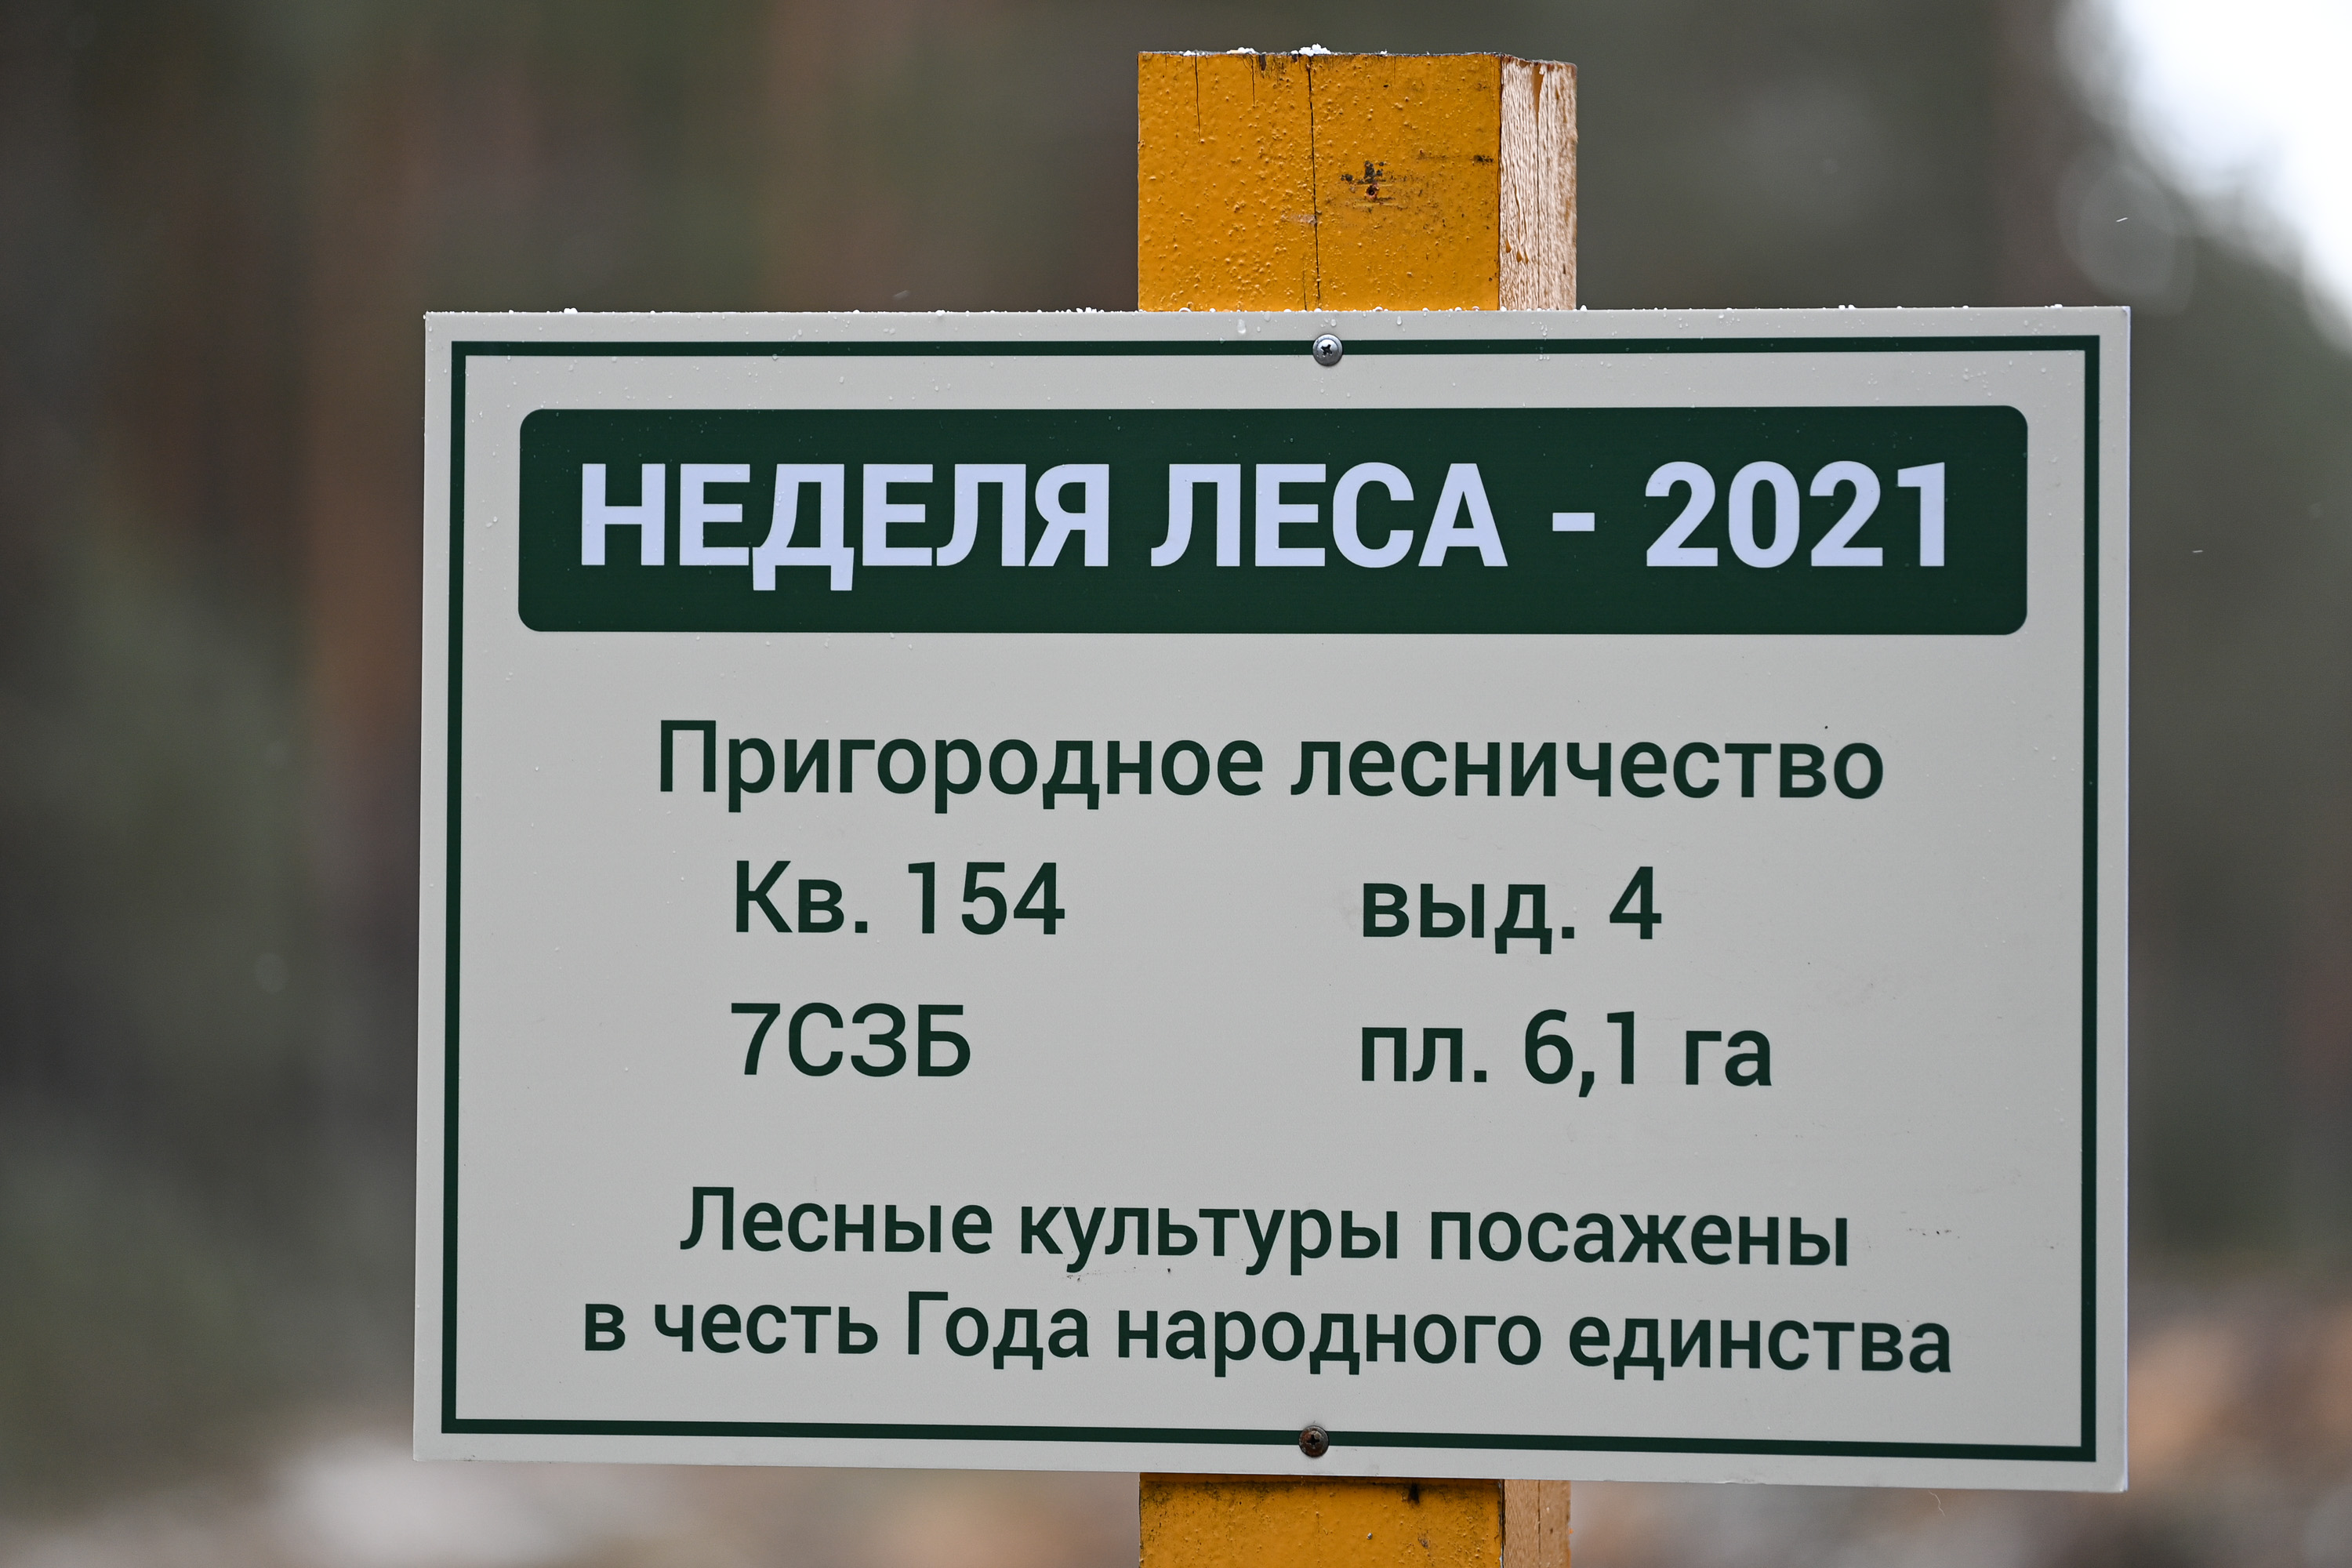 НЕДЕЛЯ ЛЕСА - 2021
Пригородное лесничество
Кв. 154 выд. 4
7СЗБ пл. 6,1 га
Лесные культуры посажены
в честь Года народного единства